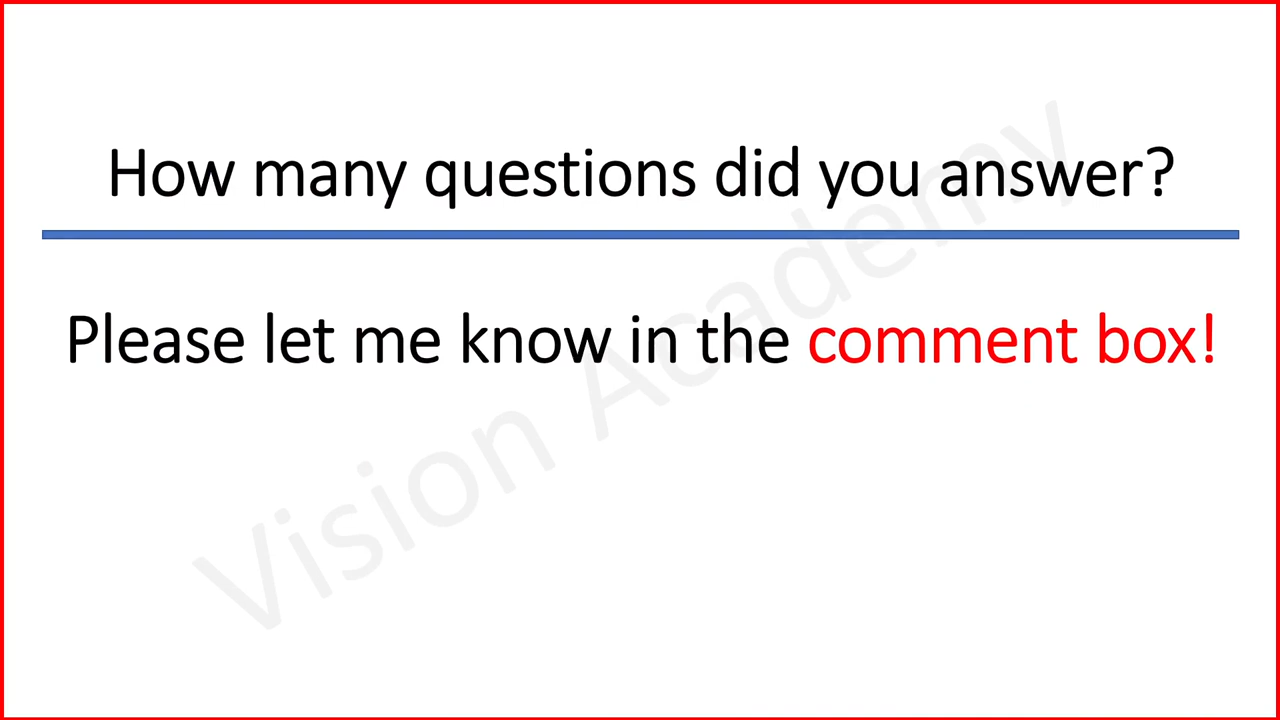 How many questions did you answer?
Please let me know in the comment box!
Vision Academy